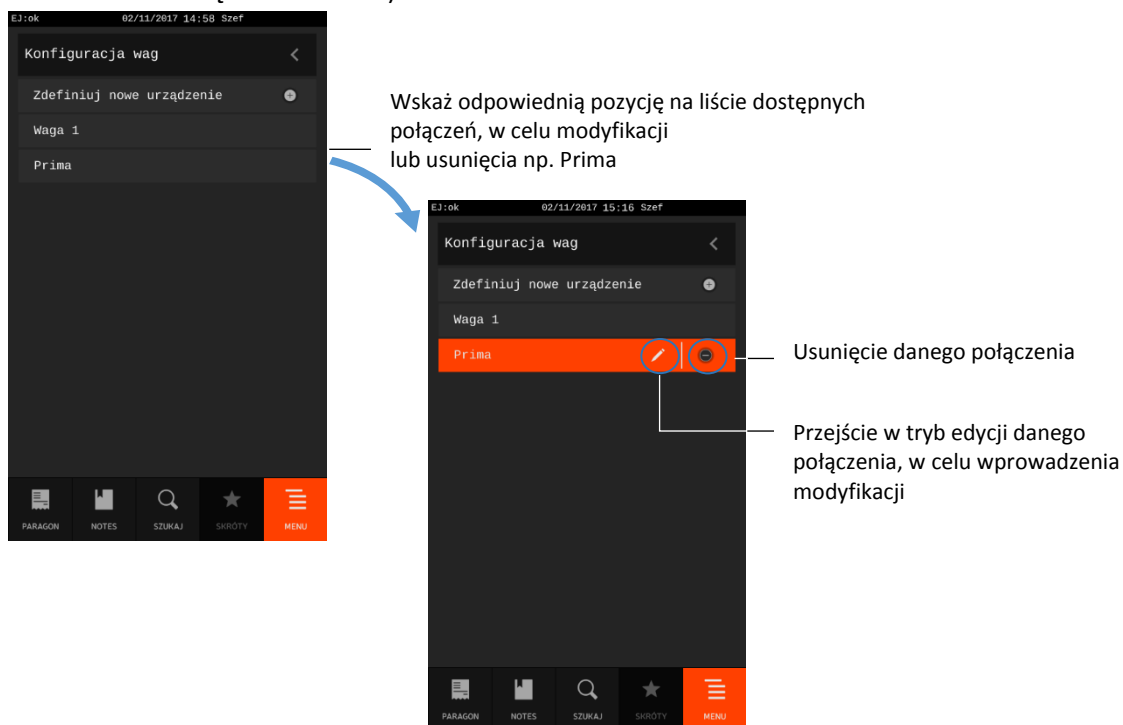 EJ:ok 02/11/2017 14:58 Szef
Konfiguracja wag
Zdefiniuj nowe urządzenie
Waga 1
Prima
PARAGON NOTES SZUKAJ SKRÓTY MENU
Wskaż odpowiednią pozycję na liście dostępnych
połączeń, w celu modyfikacji
lub usunięcia np. Prima
EJ:ok 02/11/2017 15:16 Szef
Konfiguracja wag
Zdefiniuj nowe urządzenie
Waga 1
Prima
PARAGON NOTES SZUKAJ SKRÓTY MENU
Usunięcie danego połączenia
Przejście w tryb edycji danego
połączenia, w celu wprowadzenia
modyfikacji